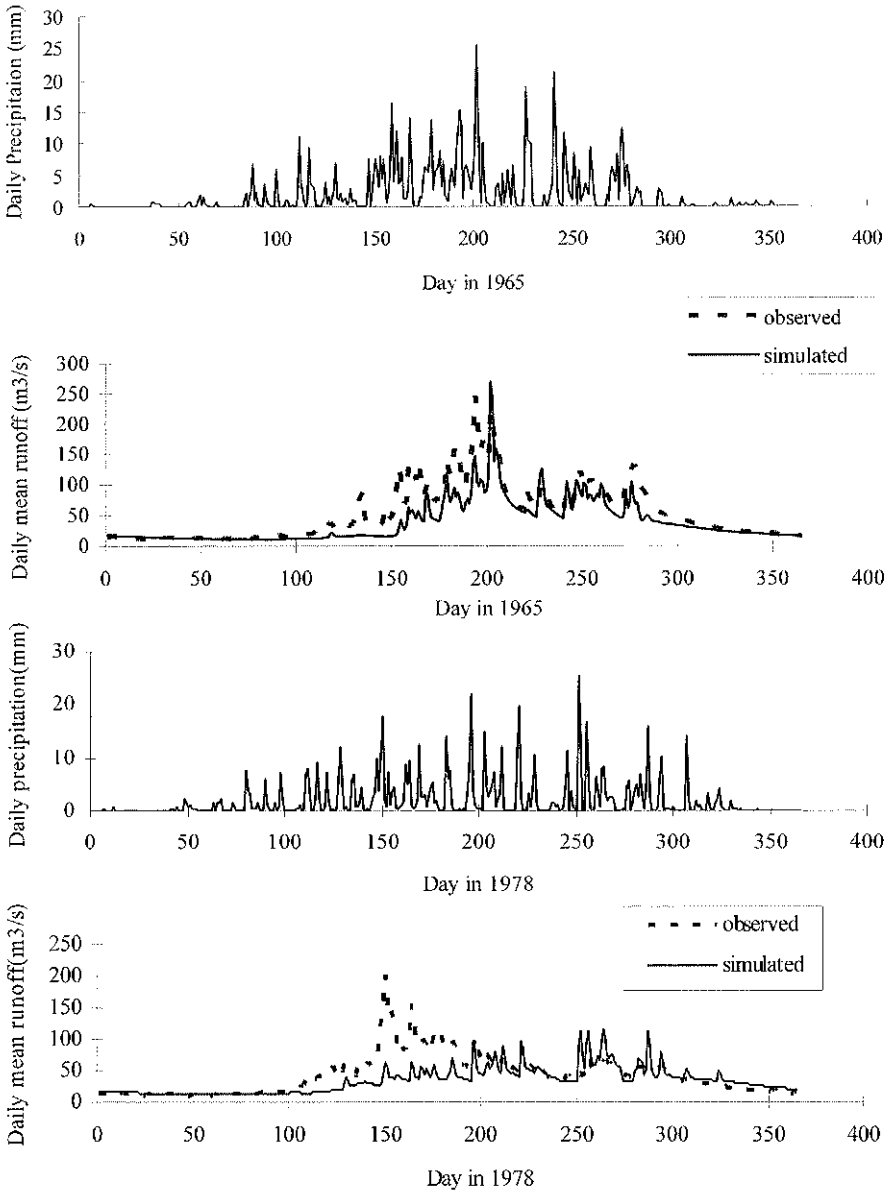 Daily Precipitaion (mm)
30
25
20
15
10
5
0
0 50 100 150 200 250 300 350 400
Day in 1965
observed
simulated
Daily mean runoff (m3/s)
300
250
200
150
100
50
0
0 50 100 150 200 250 300 350 400
Day in 1965
Daily precipitation(mm)
30
20
10
0
0 50 100 150 200 250 300 350 400
Day in 1978
observed
simulated
Daily mean runoff(m3/s)
250
200
150
100
50
0
0 50 100 150 200 250 300 350 400
Day in 1978